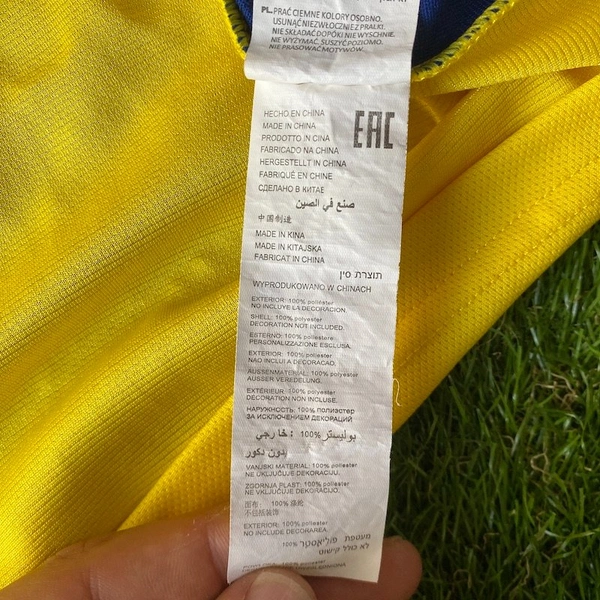 PL. PRAĆ CIEMNE KOLORY OSOBNO.
USUNĄĆ NIEZWŁOCZNIE Z PRALKI.
NIE SKŁADAĆ DOPÓKI NIE WYSCHNIE.
NIE WYŻYMAĆ. SUSZYĆ POZIOMO.
NIE PRASOWAĆ MOTYWÓW.
EAC
HECHO EN CHINA
MADE IN CHINA
PRODOTTO IN CINA
FABRICADO NA CHINA
HERGESTELLT IN CHINA
FABRIQUÉ EN CHINE
СДЕЛАНО В КИТАЕ
صنع في الصين
中国制造
MADE IN KINA
MADE IN KITAJSKA
FABRICAT IN CHINA
תוצרת סין
WYPRODUKOWANO W CHINACH
EXTERIOR: 100% poliéster
NO INCLUYE LA DECORACION.
SHELL: 100% polyester
DECORATION NOT INCLUDED.
ESTERNO: 100% poliestere
PERSONALIZZAZIONE ESCLUSA.
EXTERIOR: 100% poliéster
NAO INCLUI A DECORACAO.
AUSSENMATERIAL: 100% polyester
AUSSER VEREDELUNG.
EXTÉRIEUR: 100% polyester
DECORATION NON INCLUSE.
НАРУЖНОСТЬ: 100% полиэстер
ЗА ИСКЛЮЧЕНИЕМ ДЕКОРАЦИЙ
خارجي : 100% بوليستر
بدون ديكور
VANJSKI MATERIAL: 100% poliester
NE UKLJUČUJE DEKORACIJU.
ZGORNJA PLAST: 100% poliester
NE VKLJUČUJE DEKORACIJO.
面布: 100% 涤纶
不包括装饰
EXTERIOR: 100% poliester
NO INCLUDE DECORAREA.
מעטפת 100% פוליאסטר
לא כולל קישוט